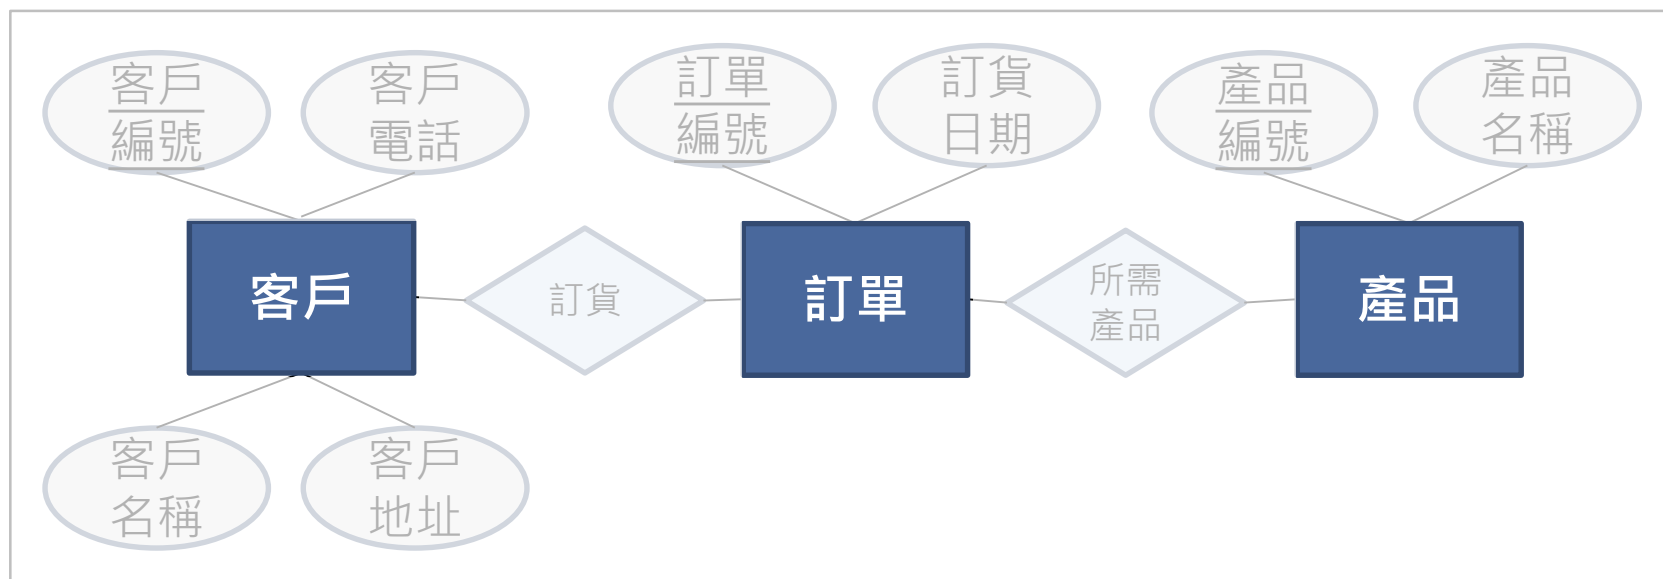 客戶
編號
客戶
電話
訂單
編號
訂貨
日期
產品
編號
產品
名稱
客戶
訂貨
訂單
所需
產品
產品
客戶
名稱
客戶
地址